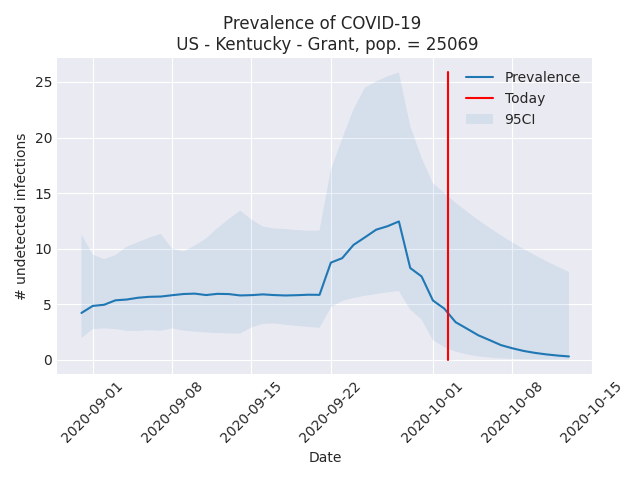 Prevalence of COVID-19
US - Kentucky - Grant, pop. = 25069
Prevalence
Today
95CI
25
20
15
10
5
0
# undetected infections
2020-09-01
2020-09-08
2020-09-15
2020-09-22
2020-10-01
2020-10-08
2020-10-15
Date